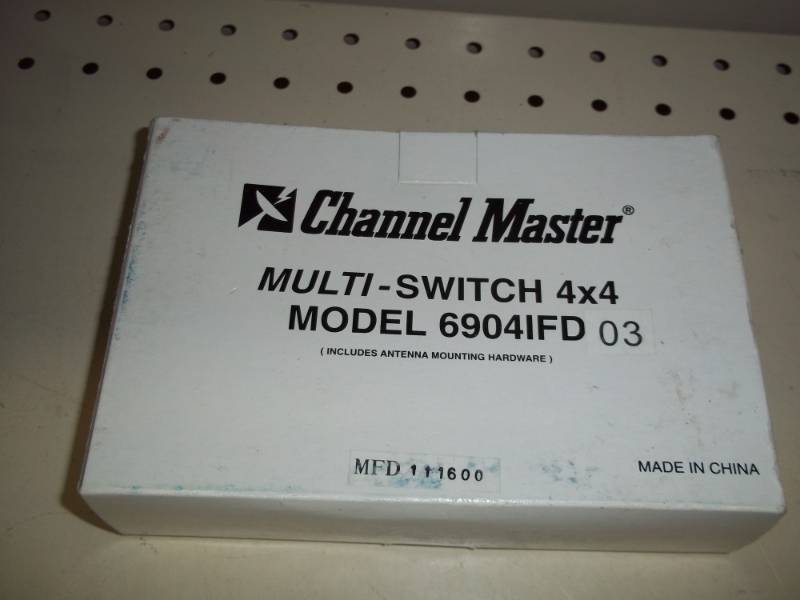 Channel Master®
MULTI-SWITCH 4x4
MODEL 6904IFD 03
( INCLUDES ANTENNA MOUNTING HARDWARE )
MFD 111600
MADE IN CHINA